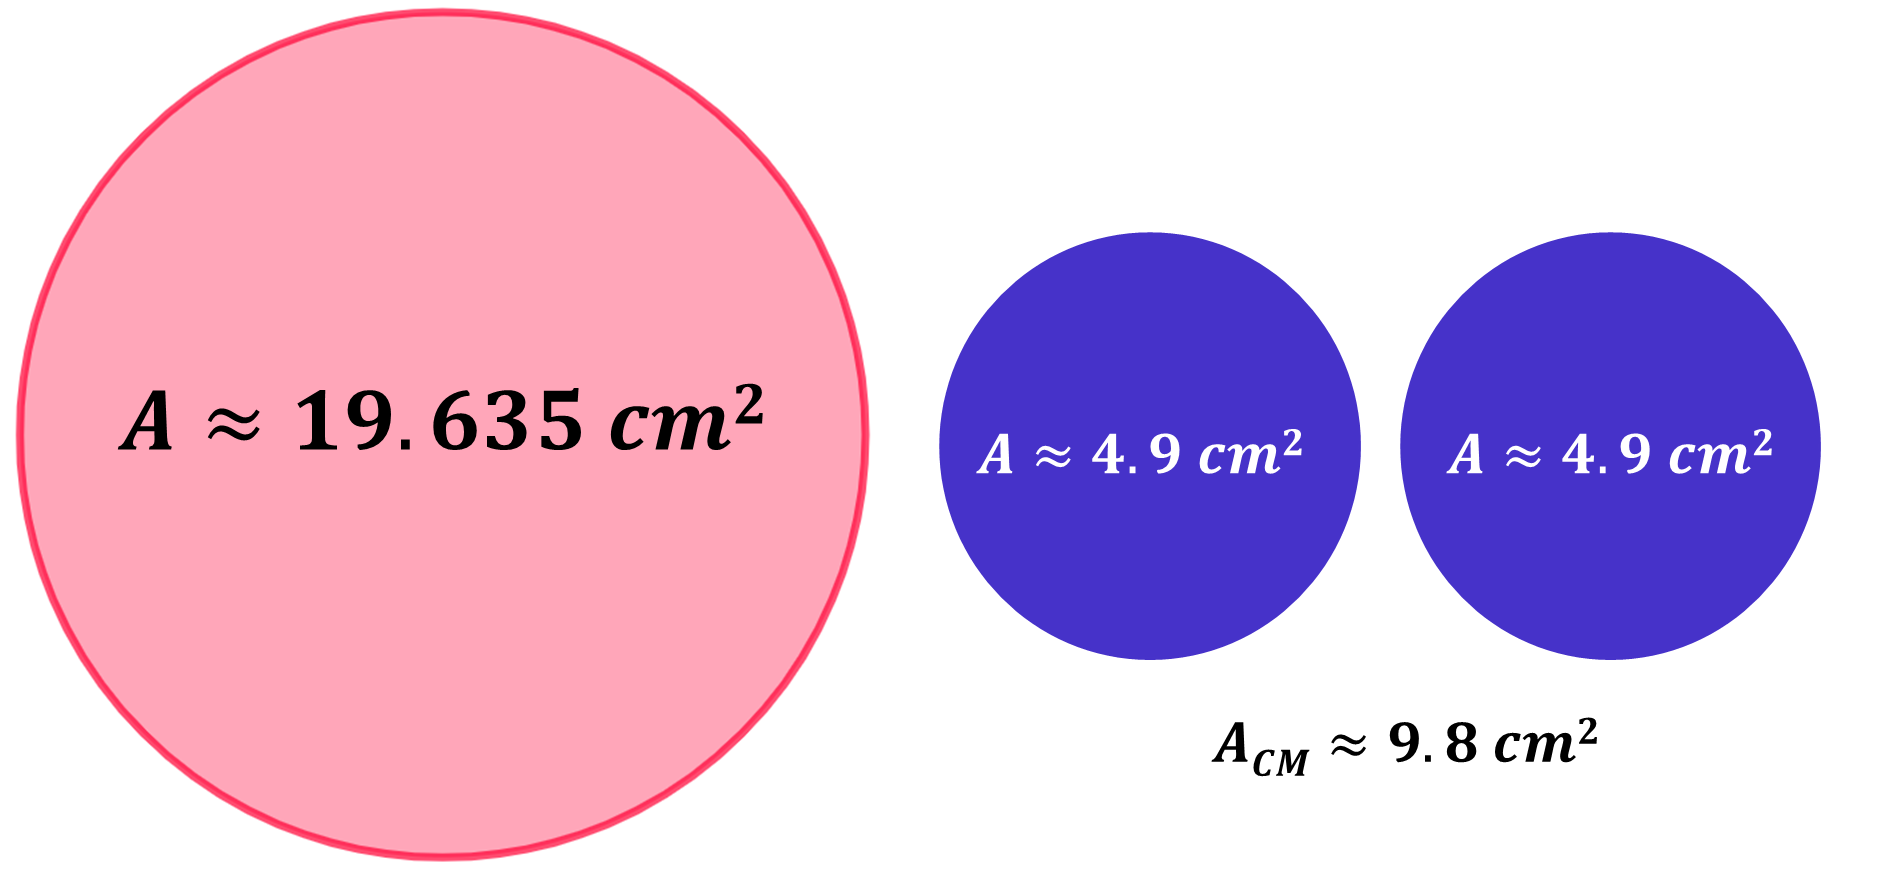 A ≈ 19.635 cm²
A ≈ 4.9 cm²
A ≈ 4.9 cm²
A_CM ≈ 9.8 cm²